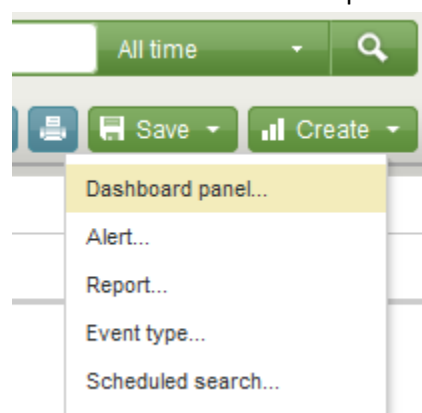 All time
Save
Create
Dashboard panel...
Alert...
Report...
Event type...
Scheduled search...